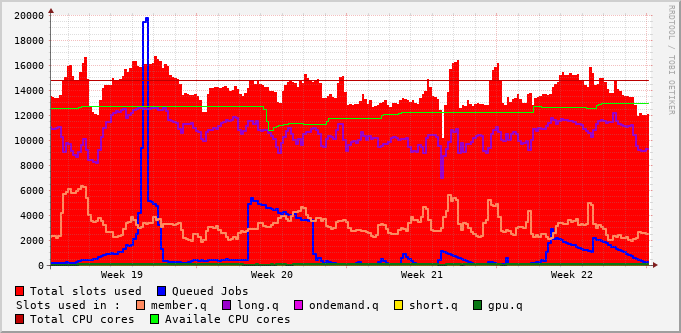 RRDTOOL / TOBI OETIKER
20000
18000
16000
14000
12000
10000
8000
6000
4000
2000
0
Week 19 Week 20 Week 21 Week 22
Total slots used Queued Jobs
Slots used in : member.q long.q ondemand.q short.q gpu.q
Total CPU cores Availale CPU cores